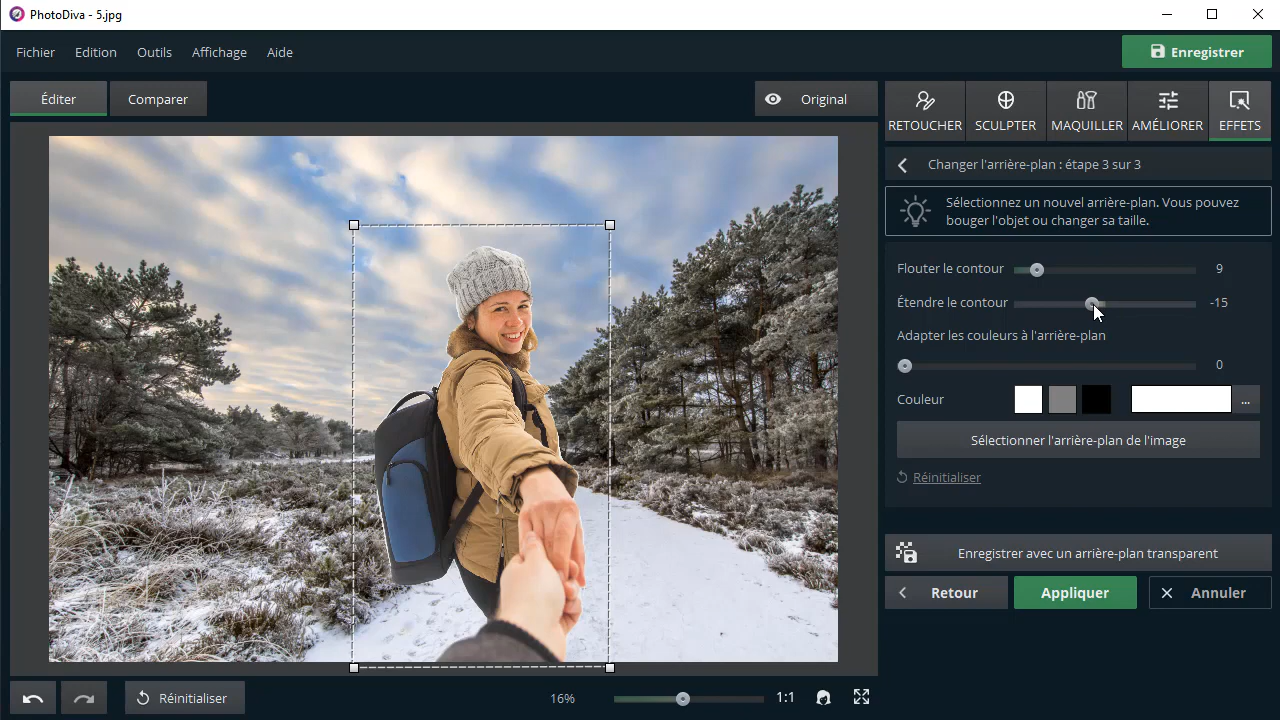 PhotoDiva - 5.jpg
Fichier Edition Outils Affichage Aide
Enregistrer
Éditer Comparer Original
RETOUCHER SCULPTER MAQUILLER AMÉLIORER EFFETS
Changer l'arrière-plan : étape 3 sur 3
Sélectionnez un nouvel arrière-plan. Vous pouvez
bouger l'objet ou changer sa taille.
Flouter le contour 9
Étendre le contour -15
Adapter les couleurs à l'arrière-plan
0
Couleur ...
Sélectionner l'arrière-plan de l'image
Réinitialiser
Enregistrer avec un arrière-plan transparent
Retour Appliquer Annuler
Réinitialiser 16% 1:1